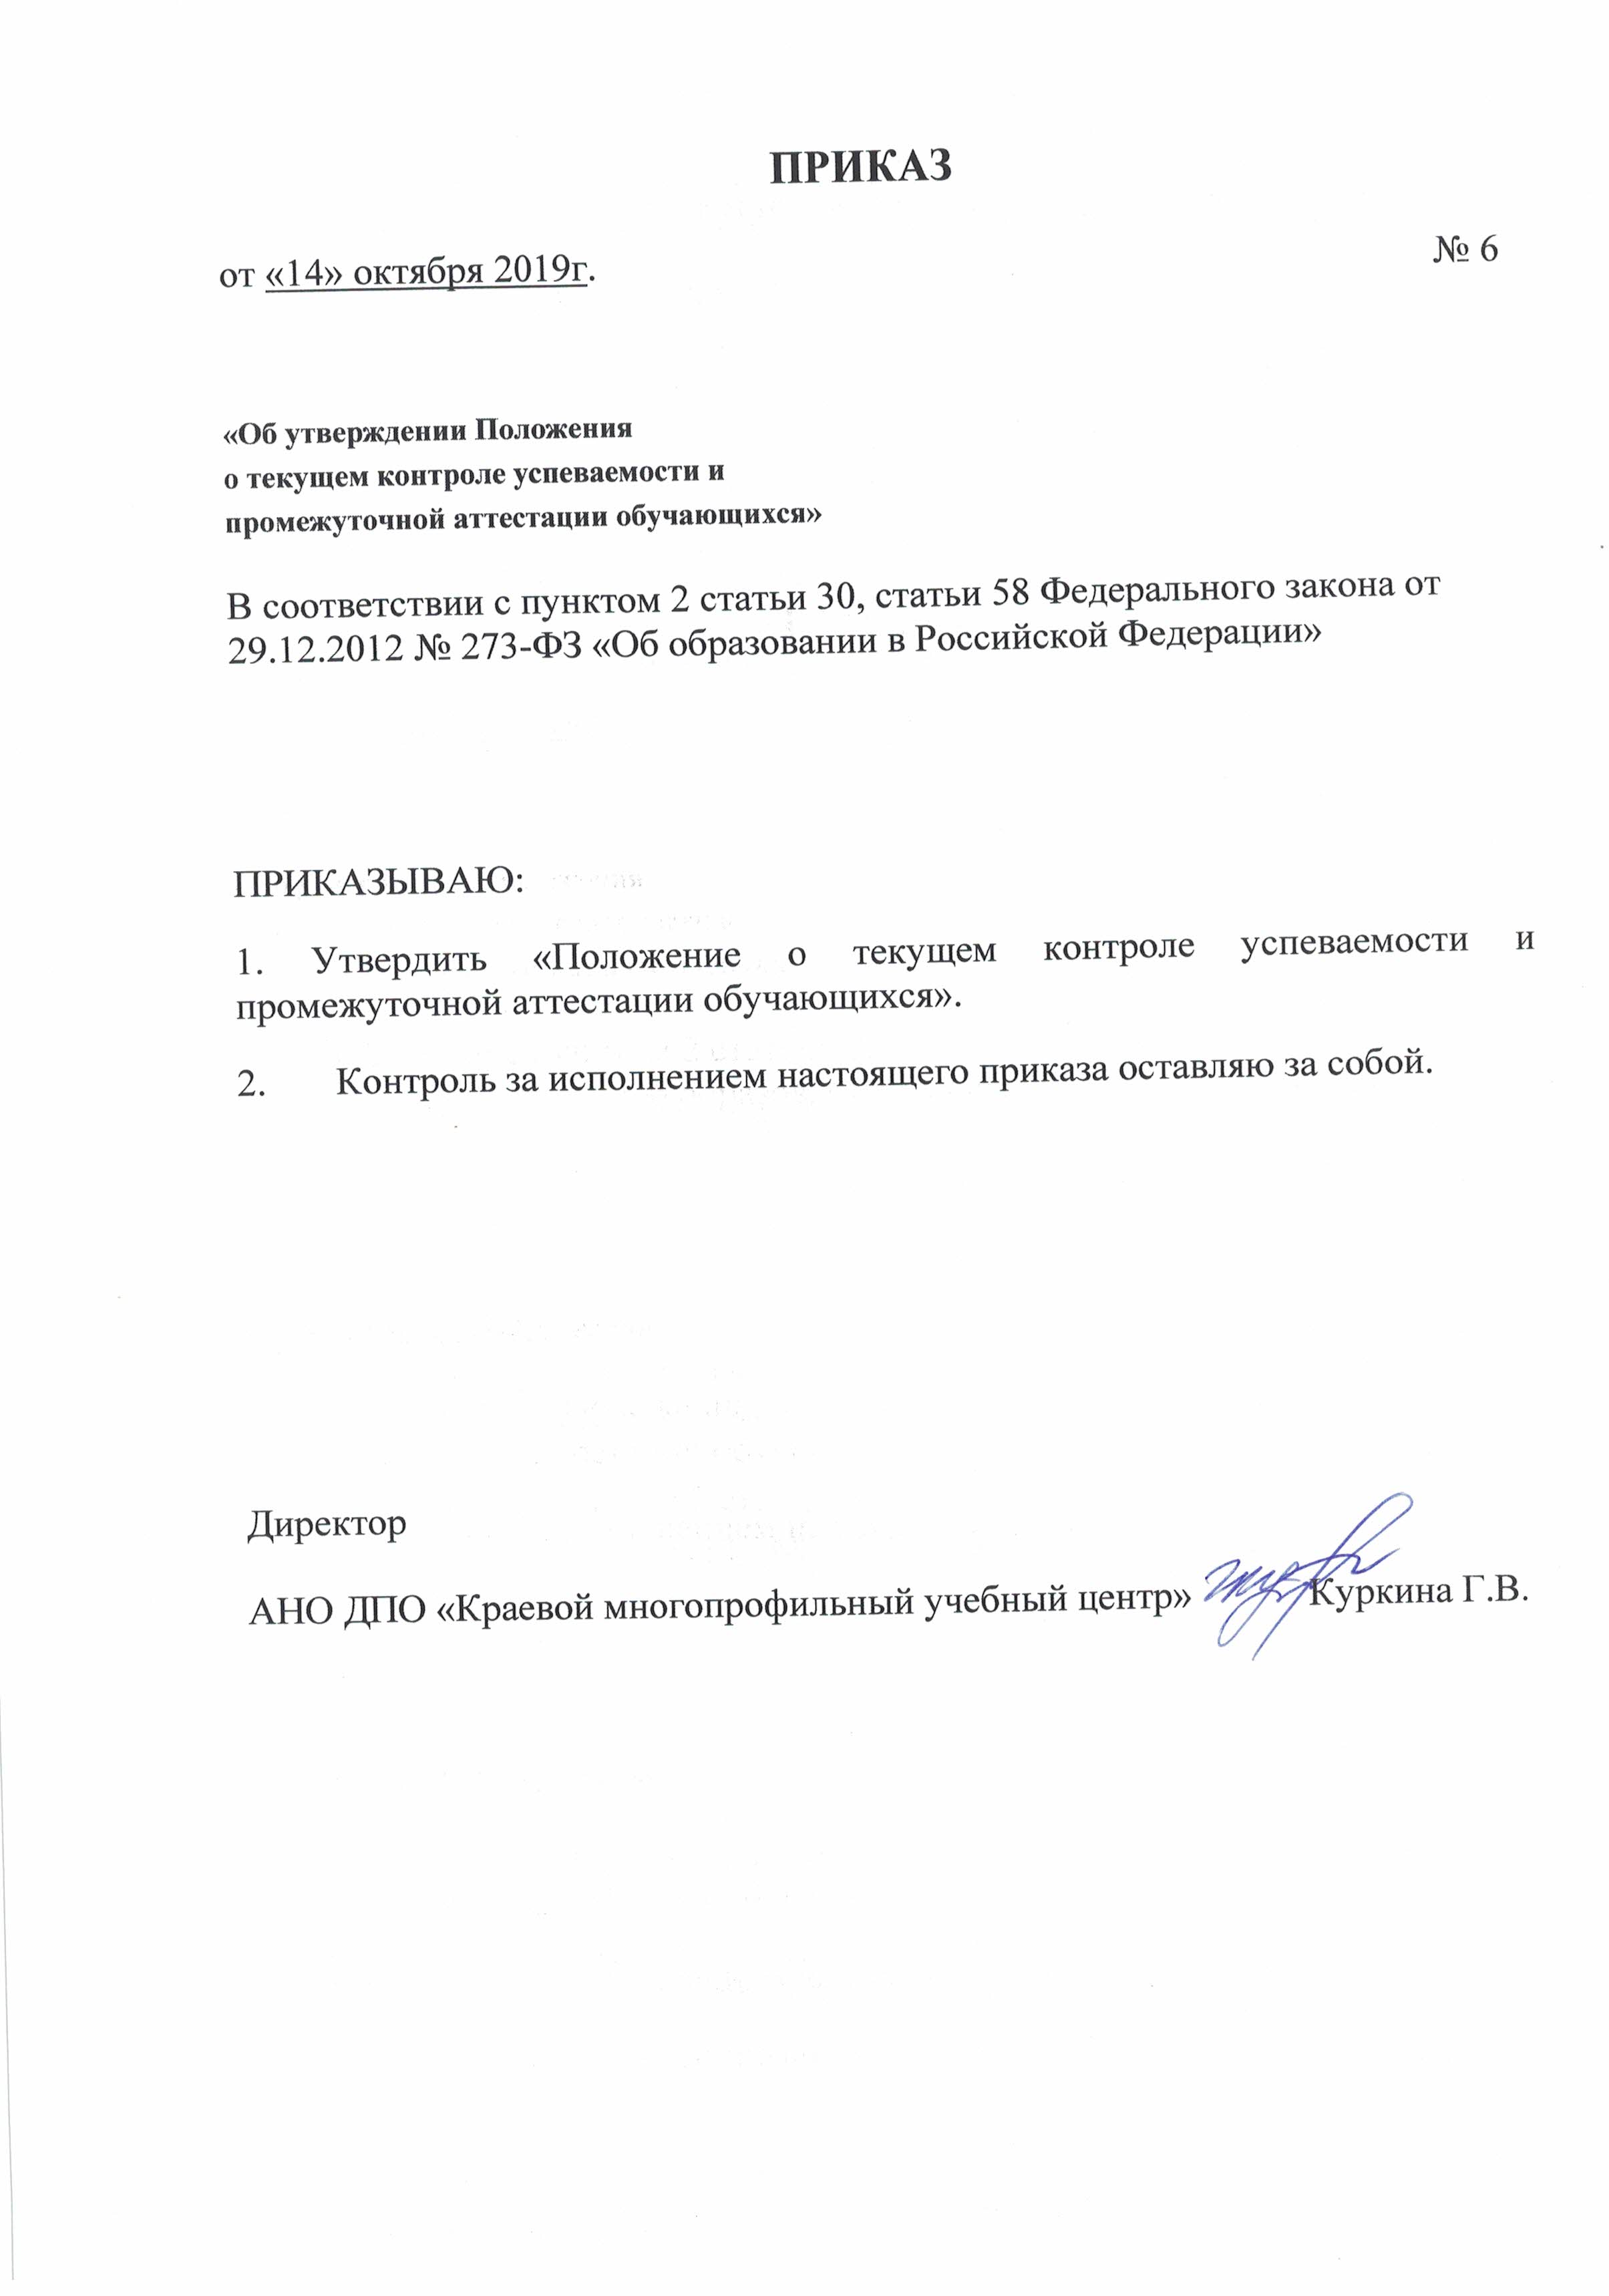 ПРИКАЗ
от «14» октября 2019г.
№ 6
«Об утверждении Положения
о текущем контроле успеваемости и
промежуточной аттестации обучающихся»
В соответствии с пунктом 2 статьи 30, статьи 58 Федерального закона от
29.12.2012 № 273-ФЗ «Об образовании в Российской Федерации»
ПРИКАЗЫВАЮ:
1. Утвердить «Положение о текущем контроле успеваемости и
промежуточной аттестации обучающихся».
2. Контроль за исполнением настоящего приказа оставляю за собой.
Директор
АНО ДПО «Краевой многопрофильный учебный центр» Куркина Г.В.